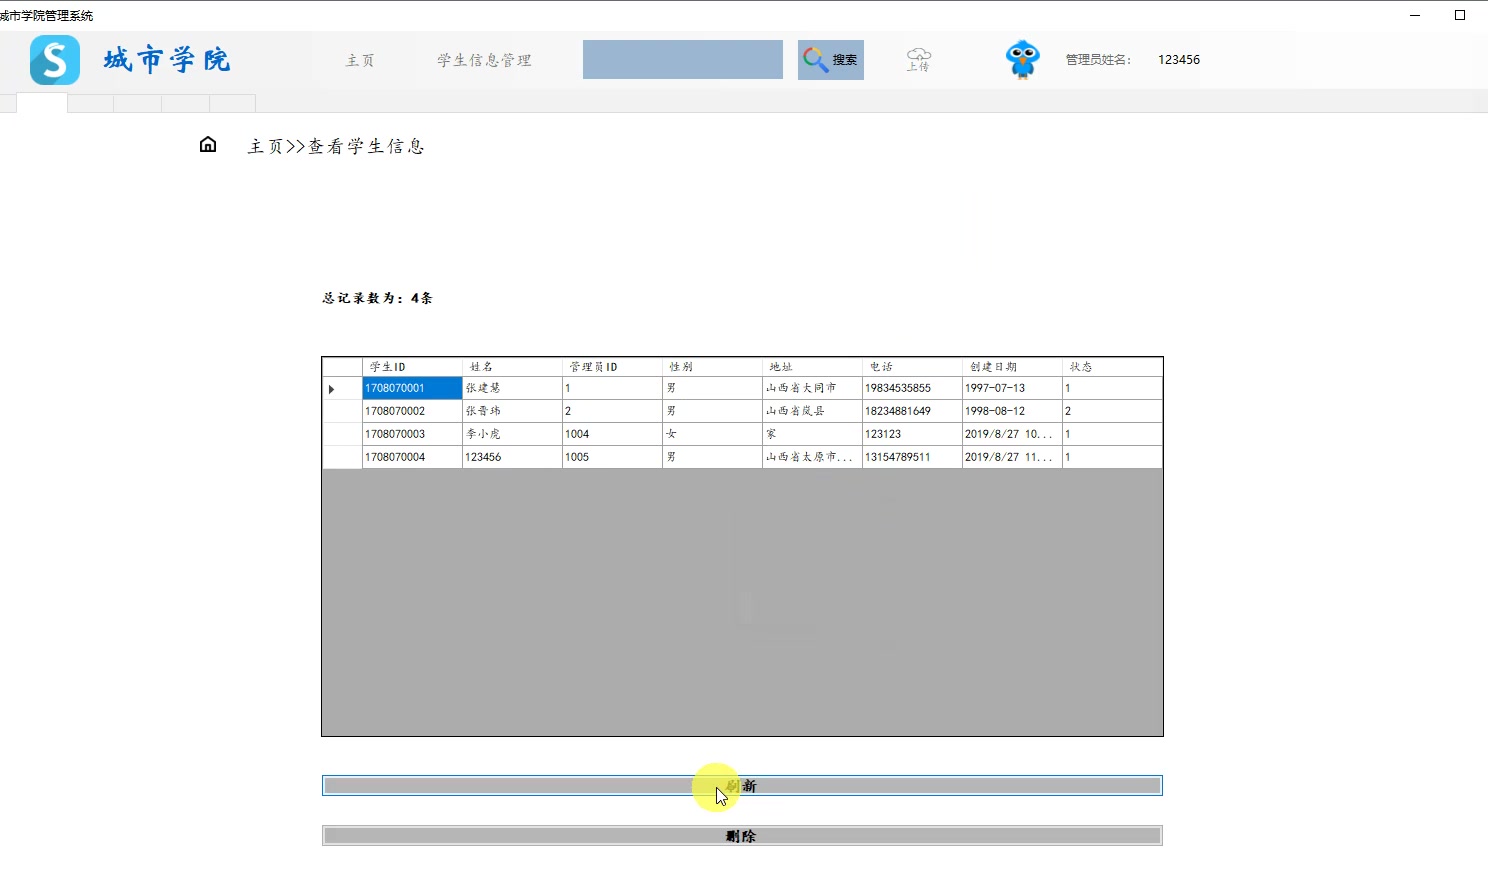 城市学院管理系统
S 城市学院 主页 学生信息管理 搜索 上传 管理员姓名： 123456
主页>>查看学生信息
总记录数为：4条
学生ID 姓名 管理员ID 性别 地址 电话 创建日期 状态
1708070001 张建慧 1 男 山西省大同市 19834535855 1997-07-13 1
1708070002 张晋玮 2 男 山西省岚县 18234881649 1998-08-12 2
1708070003 李小虎 1004 女 家 123123 2019/8/27 10... 1
1708070004 123456 1005 男 山西省太原市... 13154789511 2019/8/27 11... 1
刷新
删除